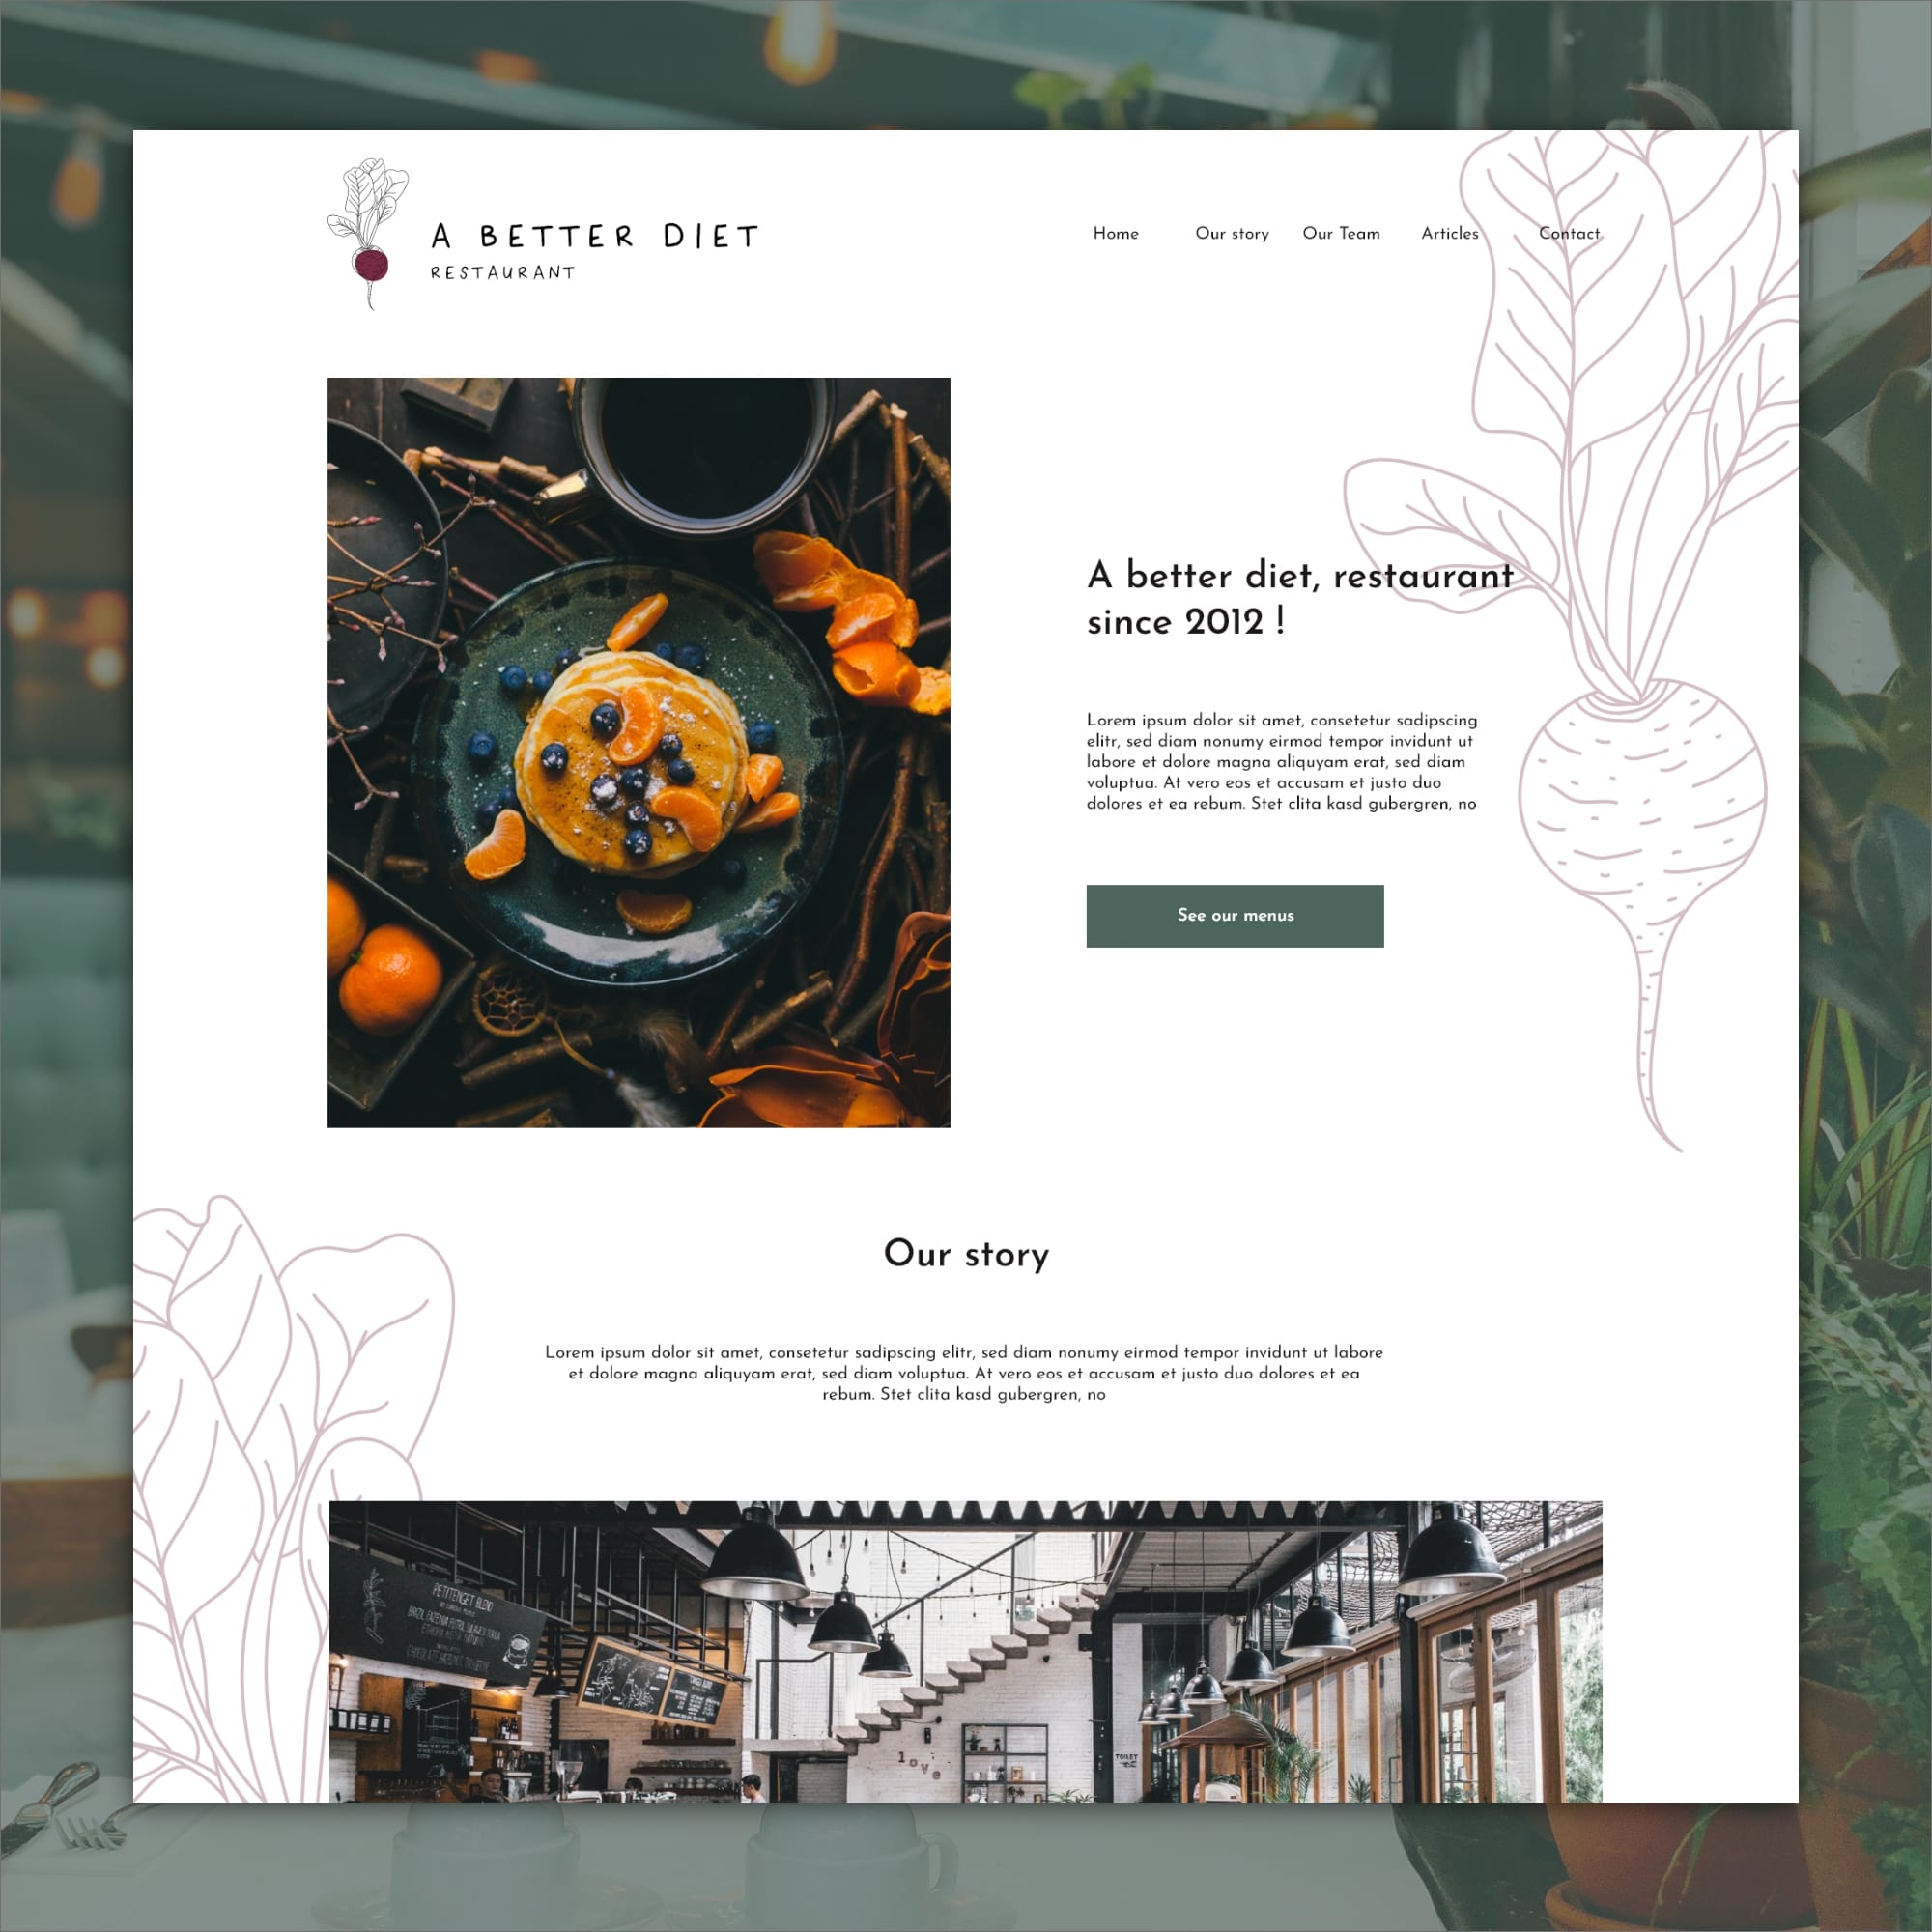 A BETTER DIET
RESTAURANT
Home Our story Our Team Articles Contact
A better diet, restaurant
since 2012 !
Lorem ipsum dolor sit amet, consetetur sadipscing
elitr, sed diam nonumy eirmod tempor invidunt ut
labore et dolore magna aliquyam erat, sed diam
voluptua. At vero eos et accusam et justo duo
dolores et ea rebum. Stet clita kasd gubergren, no
See our menus
Our story
Lorem ipsum dolor sit amet, consetetur sadipscing elitr, sed diam nonumy eirmod tempor invidunt ut labore
et dolore magna aliquyam erat, sed diam voluptua. At vero eos et accusam et justo duo dolores et ea
rebum. Stet clita kasd gubergren, no
PETITENGET BLEND
love
TOILET